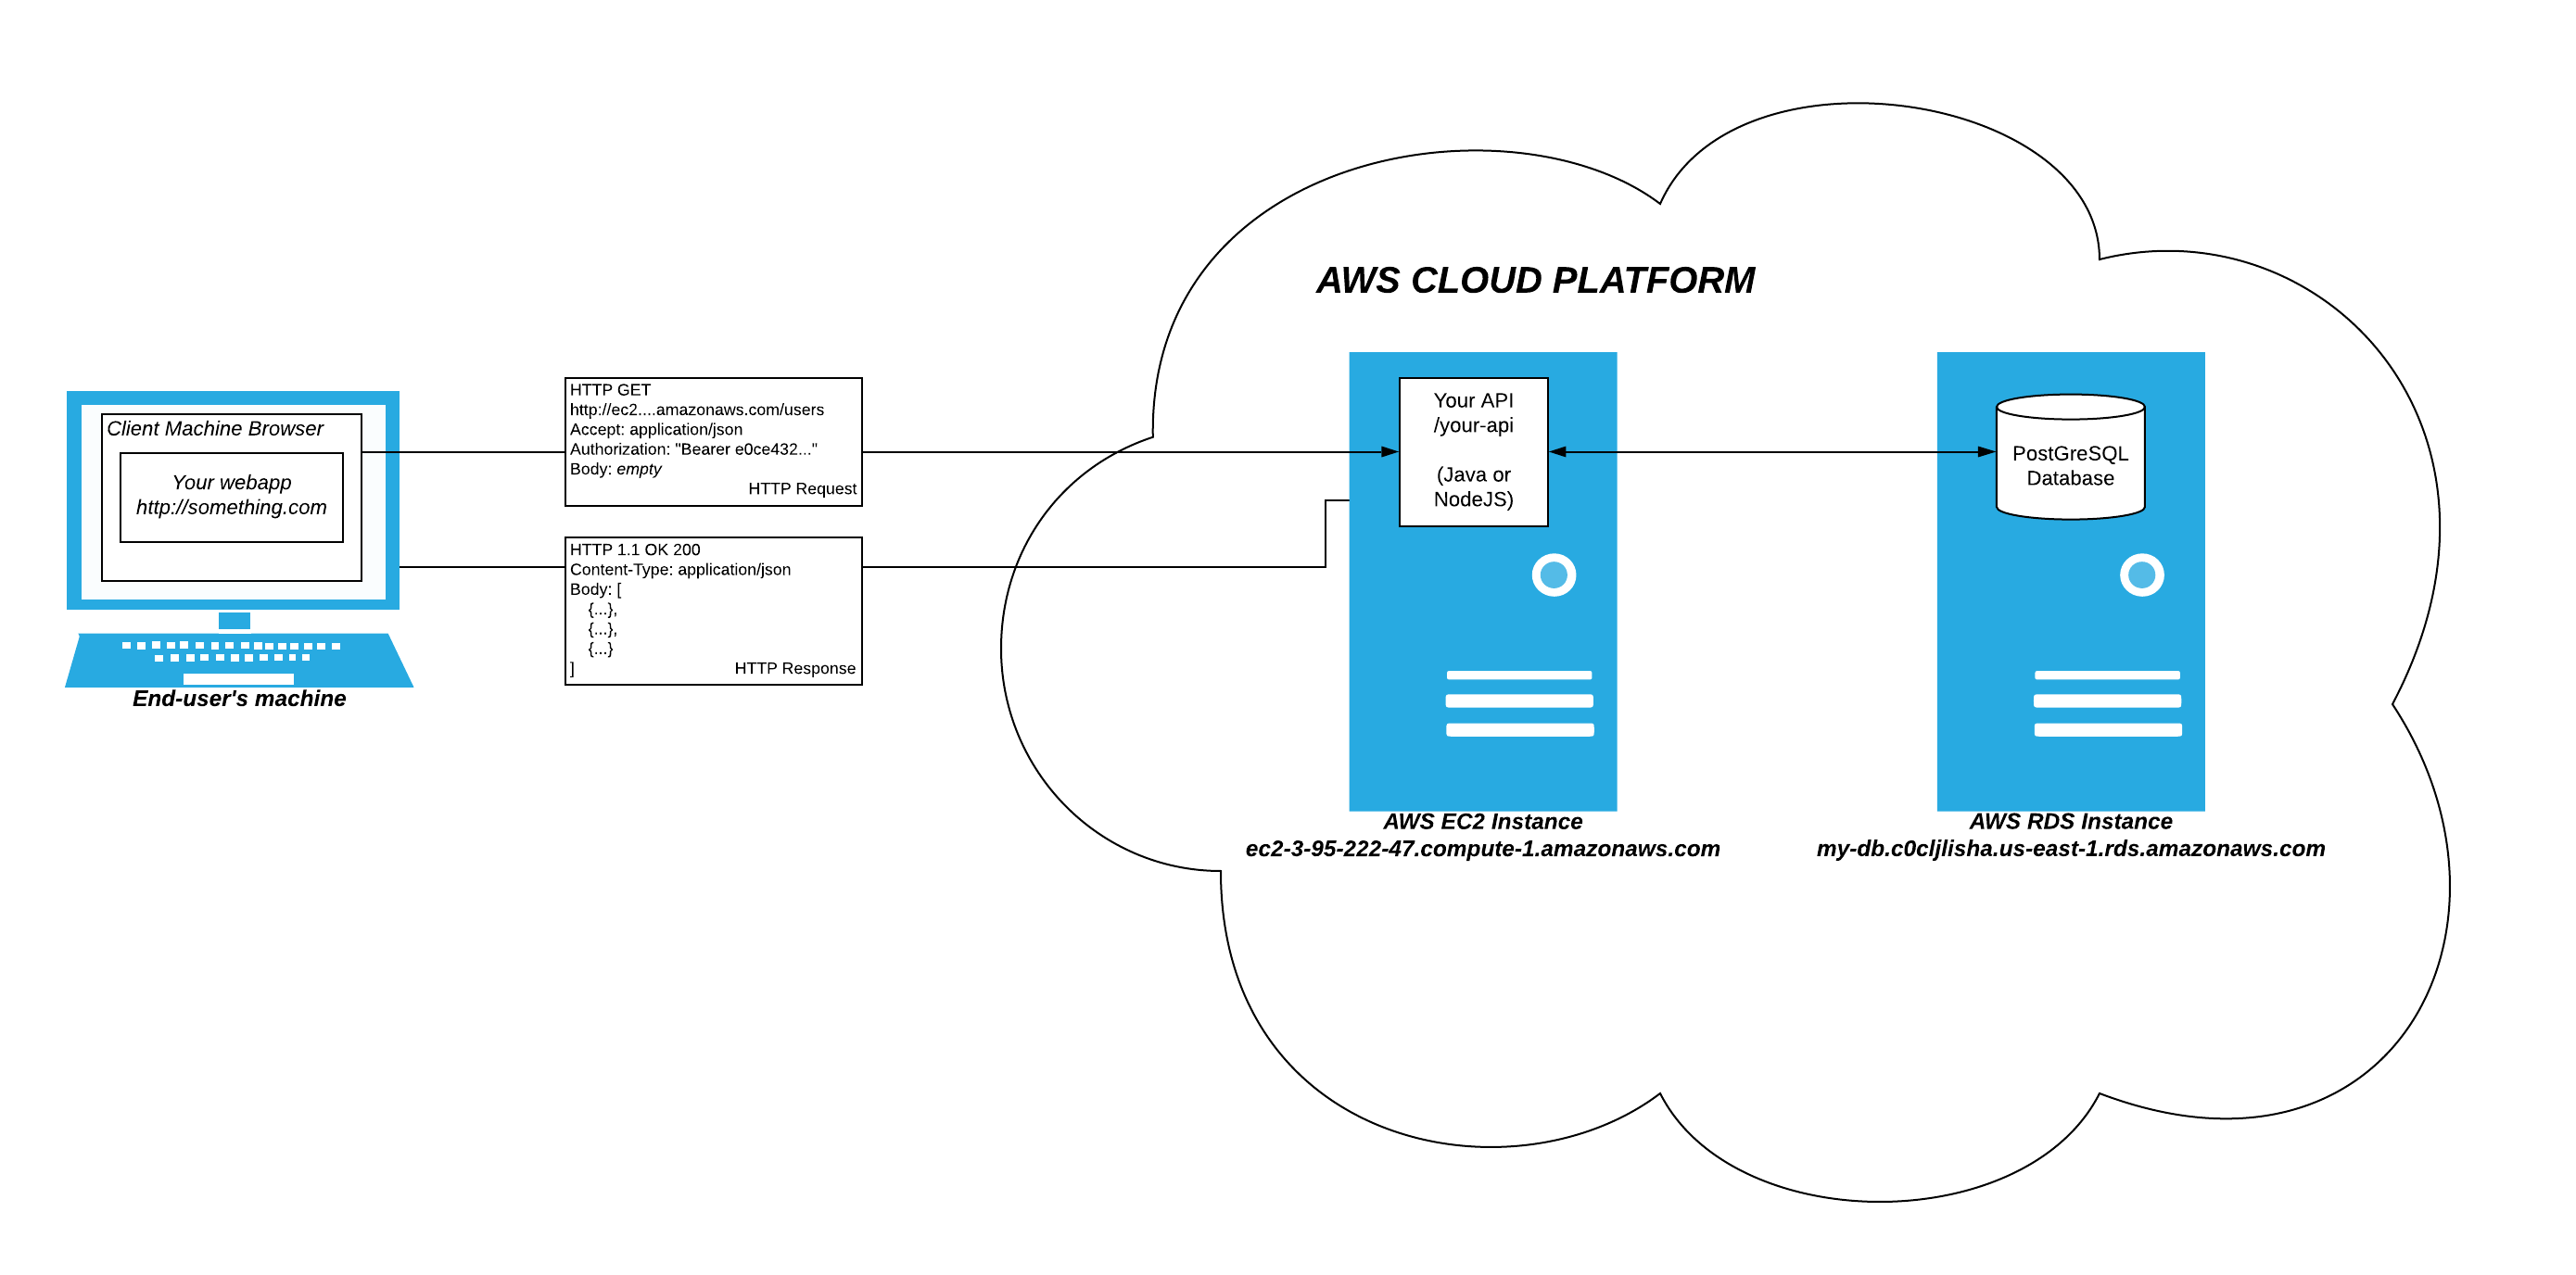 AWS CLOUD PLATFORM
Client Machine Browser
Your webapp
http://something.com
End-user's machine
HTTP GET
http://ec2....amazonaws.com/users
Accept: application/json
Authorization: "Bearer e0ce432..."
Body: empty
HTTP Request
HTTP 1.1 OK 200
Content-Type: application/json
Body: [
{...},
{...},
{...}
]
HTTP Response
Your API
/your-api
(Java or
NodeJS)
AWS EC2 Instance
ec2-3-95-222-47.compute-1.amazonaws.com
PostGreSQL
Database
AWS RDS Instance
my-db.c0cljlisha.us-east-1.rds.amazonaws.com